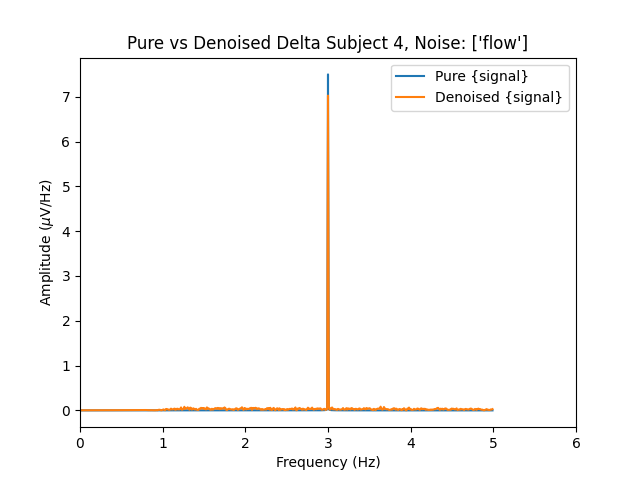 Pure vs Denoised Delta Subject 4, Noise: ['flow']
Pure {signal}
Denoised {signal}
7
6
5
4
3
2
1
0
Amplitude (μV/Hz)
0 1 2 3 4 5 6
Frequency (Hz)